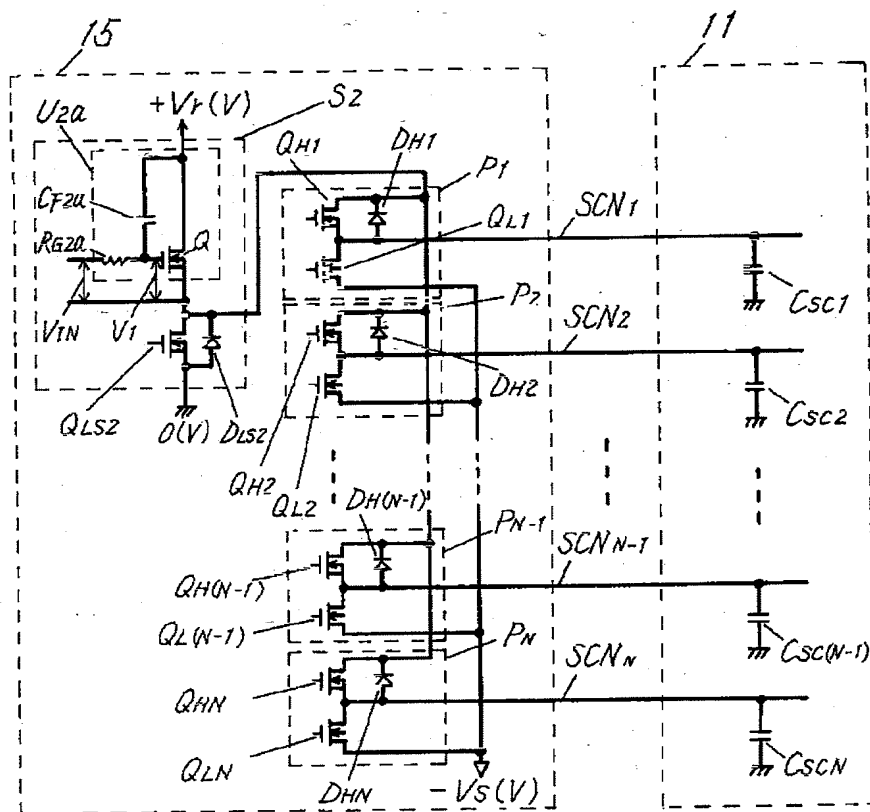 15
11
+Vr(V)
S2
U2a
QH1
DH1
P1
CF2a
QL1
SCN1
RG2a
Q
P2
CSC1
VIN
V1
SCN2
DH2
QLS2
CSC2
0(V)
DLS2
QH2
QL2
DH(N-1)
PN-1
SCNN-1
QH(N-1)
QL(N-1)
PN
SCNN
CSC(N-1)
QHN
QLN
DHN
-Vs(V)
CSCN